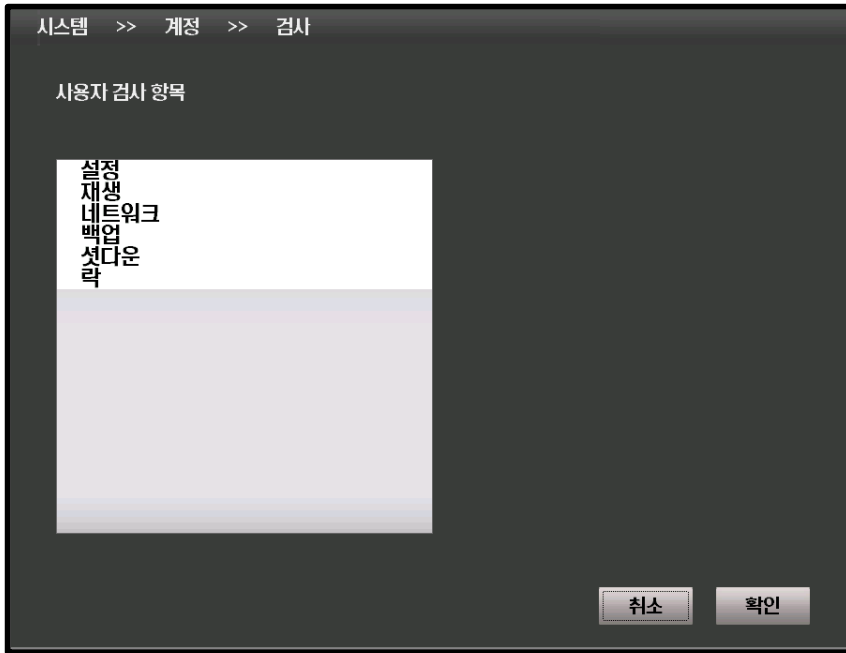 시스템 >> 계정 >> 검사
사용자 검사 항목
설정
재생
네트워크
백업
셧다운
락
취소 확인